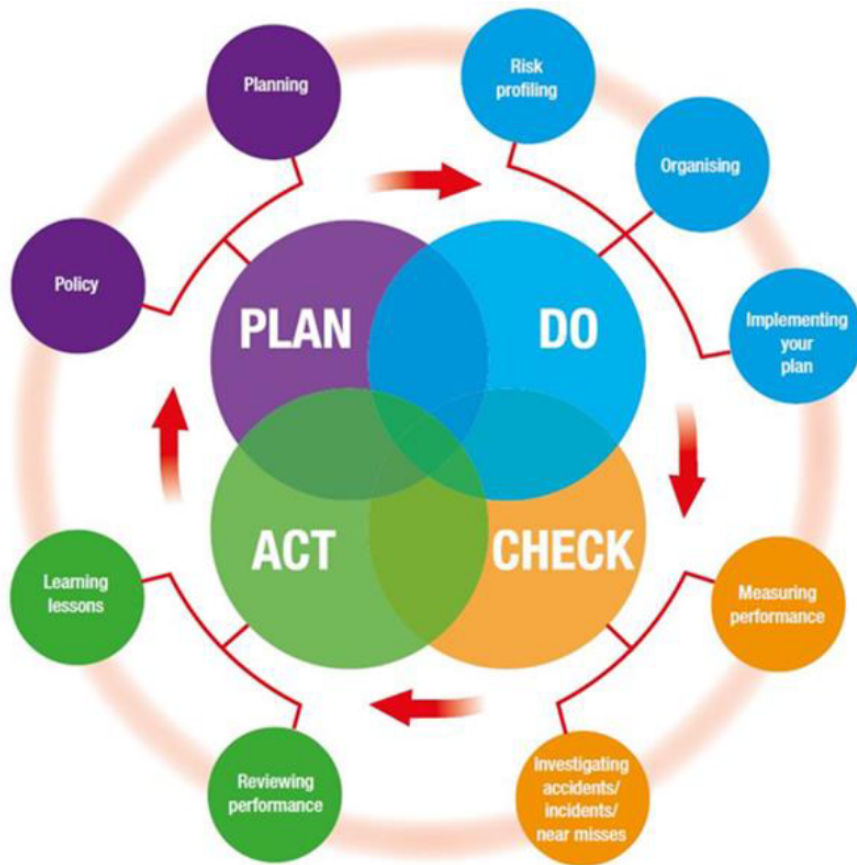 Planning
Risk
profiling
Organising
Policy
Implementing
your
plan
PLAN
DO
ACT
CHECK
Learning
lessons
Measuring
performance
Reviewing
performance
Investigating
accidents/
incidents/
near misses